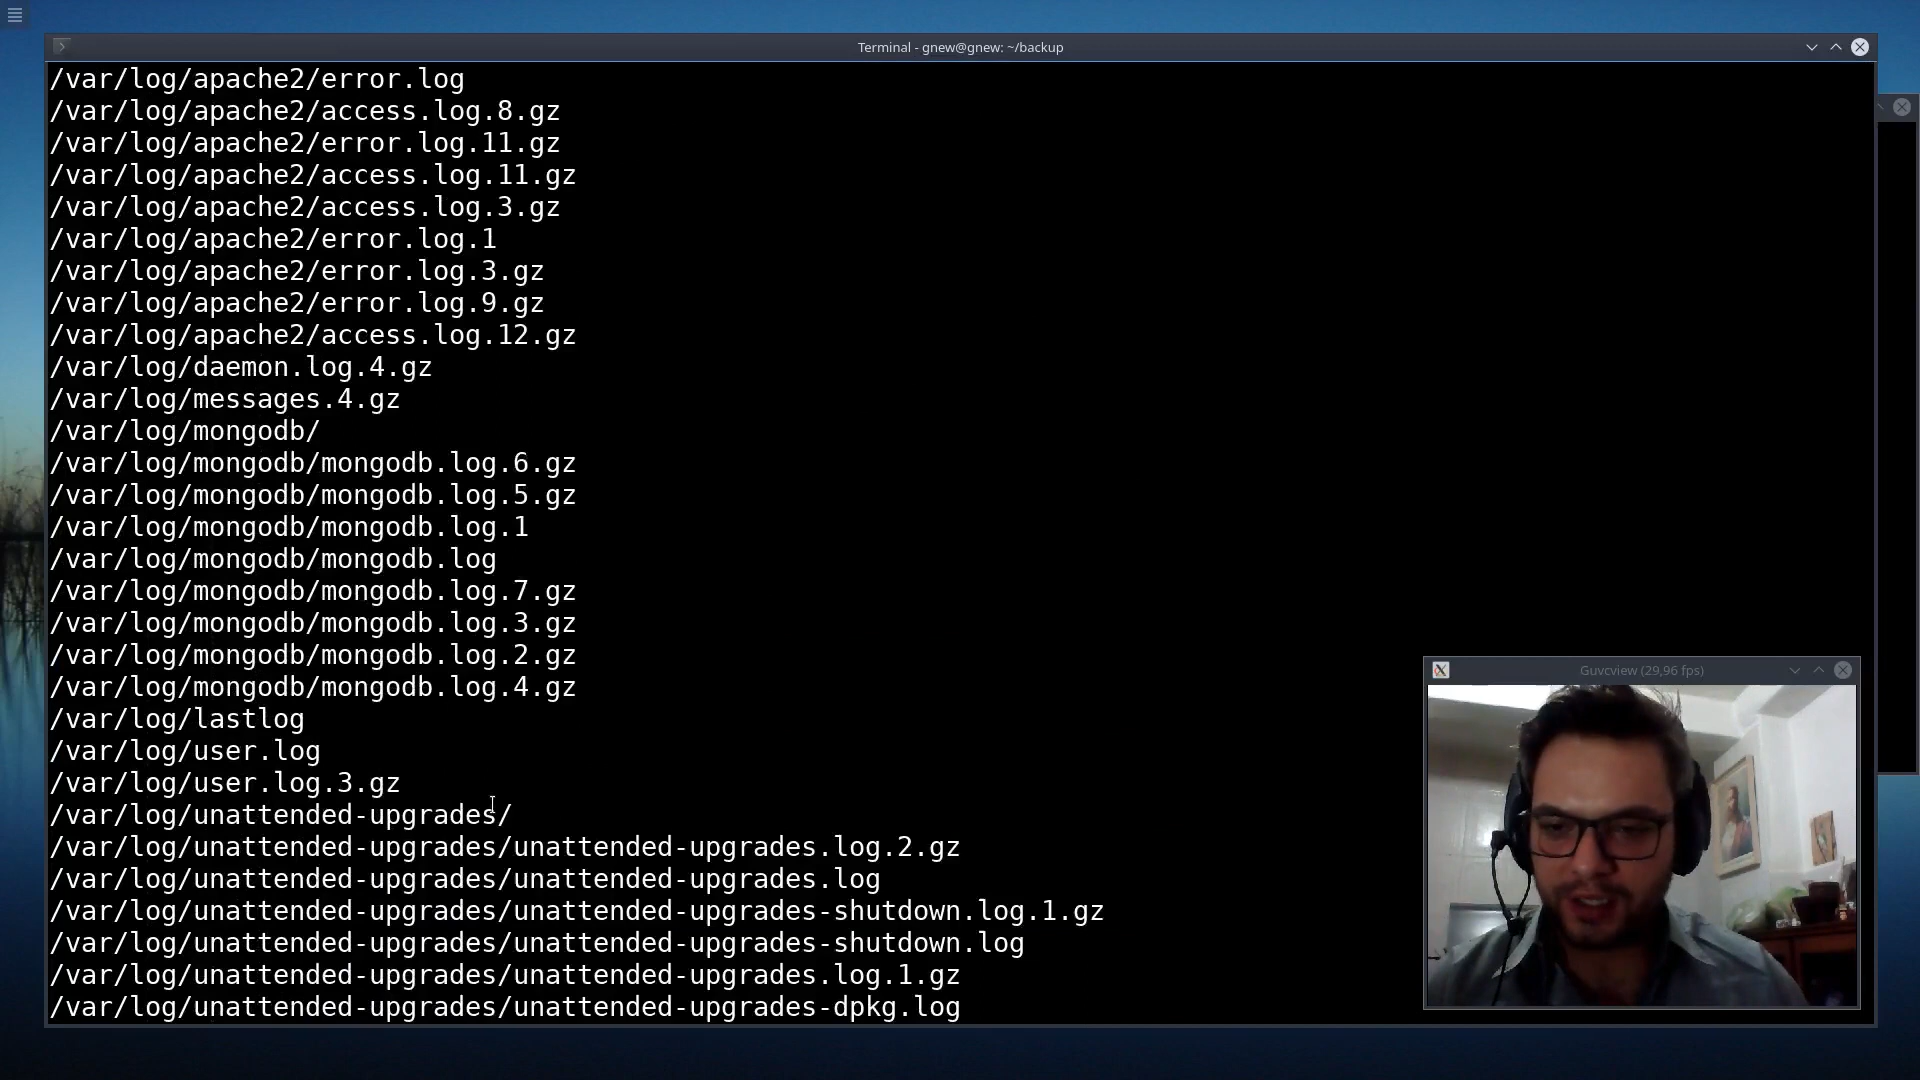 Terminal - gnew@gnew: ~/backup
/var/log/apache2/error.log
/var/log/apache2/access.log.8.gz
/var/log/apache2/error.log.11.gz
/var/log/apache2/access.log.11.gz
/var/log/apache2/access.log.3.gz
/var/log/apache2/error.log.1
/var/log/apache2/error.log.3.gz
/var/log/apache2/error.log.9.gz
/var/log/apache2/access.log.12.gz
/var/log/daemon.log.4.gz
/var/log/messages.4.gz
/var/log/mongodb/
/var/log/mongodb/mongodb.log.6.gz
/var/log/mongodb/mongodb.log.5.gz
/var/log/mongodb/mongodb.log.1
/var/log/mongodb/mongodb.log
/var/log/mongodb/mongodb.log.7.gz
/var/log/mongodb/mongodb.log.3.gz
/var/log/mongodb/mongodb.log.2.gz
/var/log/mongodb/mongodb.log.4.gz
/var/log/lastlog
/var/log/user.log
/var/log/user.log.3.gz
/var/log/unattended-upgrades/
/var/log/unattended-upgrades/unattended-upgrades.log.2.gz
/var/log/unattended-upgrades/unattended-upgrades.log
/var/log/unattended-upgrades/unattended-upgrades-shutdown.log.1.gz
/var/log/unattended-upgrades/unattended-upgrades-shutdown.log
/var/log/unattended-upgrades/unattended-upgrades.log.1.gz
/var/log/unattended-upgrades/unattended-upgrades-dpkg.log
Guvcview (29,96 fps)